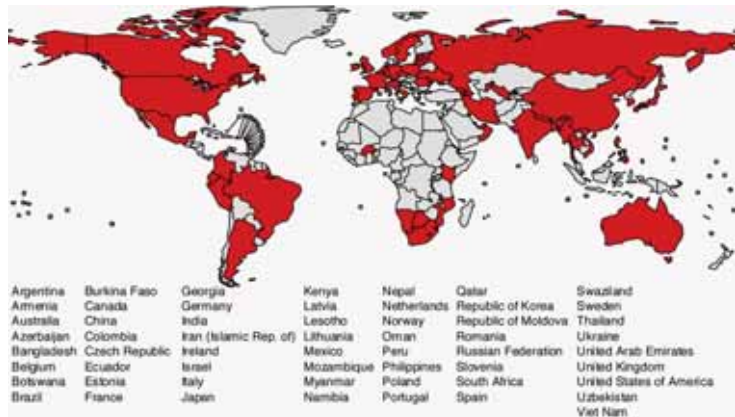 Argentina Burkina Faso Georgia Kenya Nepal Qatar Swaziland
Armenia Canada Germany Latvia Netherlands Republic of Korea Sweden
Australia China India Lesotho Norway Republic of Moldova Thailand
Azerbaijan Colombia Iran (Islamic Rep. of) Lithuania Oman Romania Ukraine
Bangladesh Czech Republic Ireland Mexico Peru Russian Federation United Arab Emirates
Belgium Ecuador Israel Mozambique Philippines Slovenia United Kingdom
Botswana Estonia Italy Myanmar Poland South Africa United States of America
Brazil France Japan Namibia Portugal Spain Uzbekistan
Viet Nam